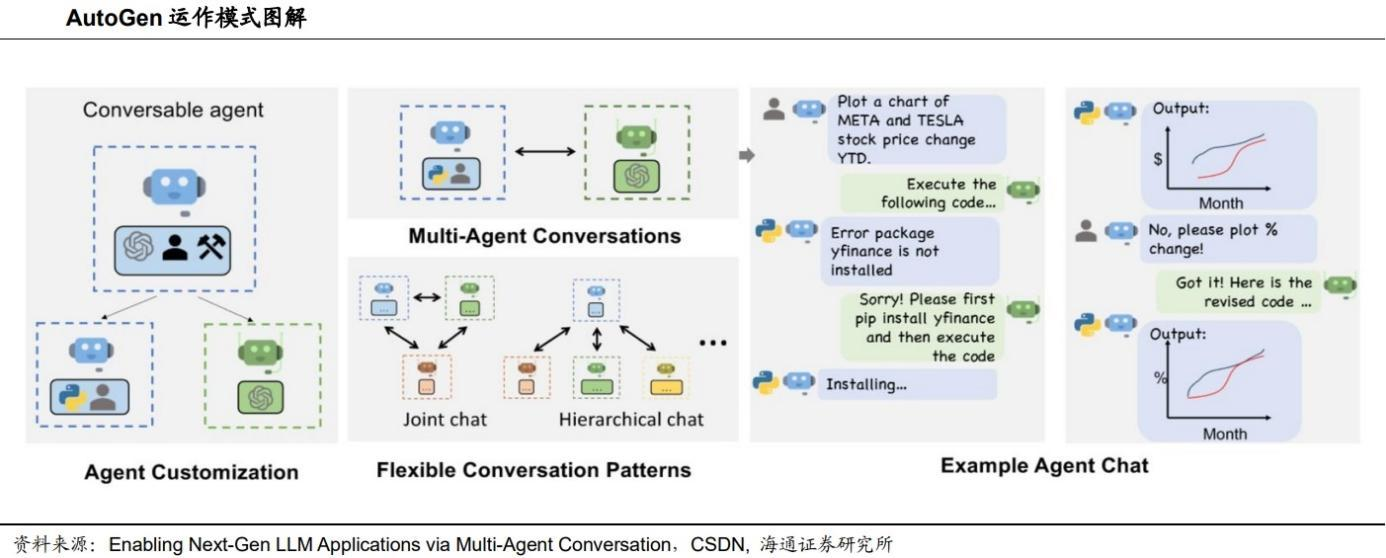 AutoGen 运作模式图解
Conversable agent
Agent Customization
Multi-Agent Conversations
...
...
...
Joint chat
...
...
...
...
Hierarchical chat
...
Flexible Conversation Patterns
Plot a chart of
META and TESLA
stock price change
YTD.
Execute the
following code...
Error package
yfinance is not
installed
Sorry! Please first
pip install yfinance
and then execute
the code
Installing...
Output:
$
Month
No, please plot %
change!
Got it! Here is the
revised code ...
Output:
%
Month
Example Agent Chat
资料来源：Enabling Next-Gen LLM Applications via Multi-Agent Conversation，CSDN, 海通证券研究所